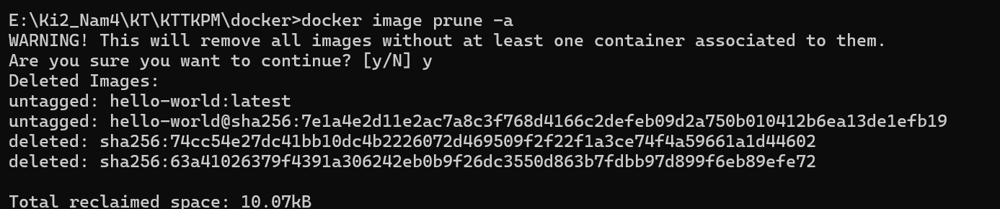 E:\Ki2_Nam4\KT\KTTKPM\docker>docker image prune -a
WARNING! This will remove all images without at least one container associated to them.
Are you sure you want to continue? [y/N] y
Deleted Images:
untagged: hello-world:latest
untagged: hello-world@sha256:7e1a4e2d11e2ac7a8c3f768d4166c2defeb09d2a750b010412b6ea13de1efb19
deleted: sha256:74cc54e27dc41bb10dc4b2226072d469509f2f22f1a3ce74f4a59661a1d44602
deleted: sha256:63a41026379f4391a306242eb0b9f26dc3550d863b7fdbb97d899f6eb89efe72
Total reclaimed space: 10.07kB